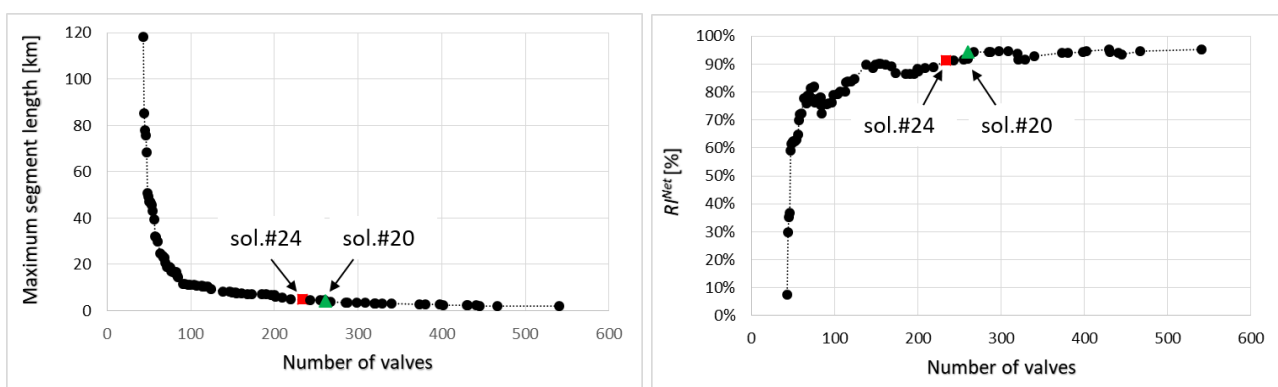 Maximum segment length [km]
120
100
80
60
40
20
0
0 100 200 300 400 500 600
Number of valves
sol.#24
sol.#20
RI^Net [%]
100%
90%
80%
70%
60%
50%
40%
30%
20%
10%
0%
0 100 200 300 400 500 600
Number of valves
sol.#24
sol.#20